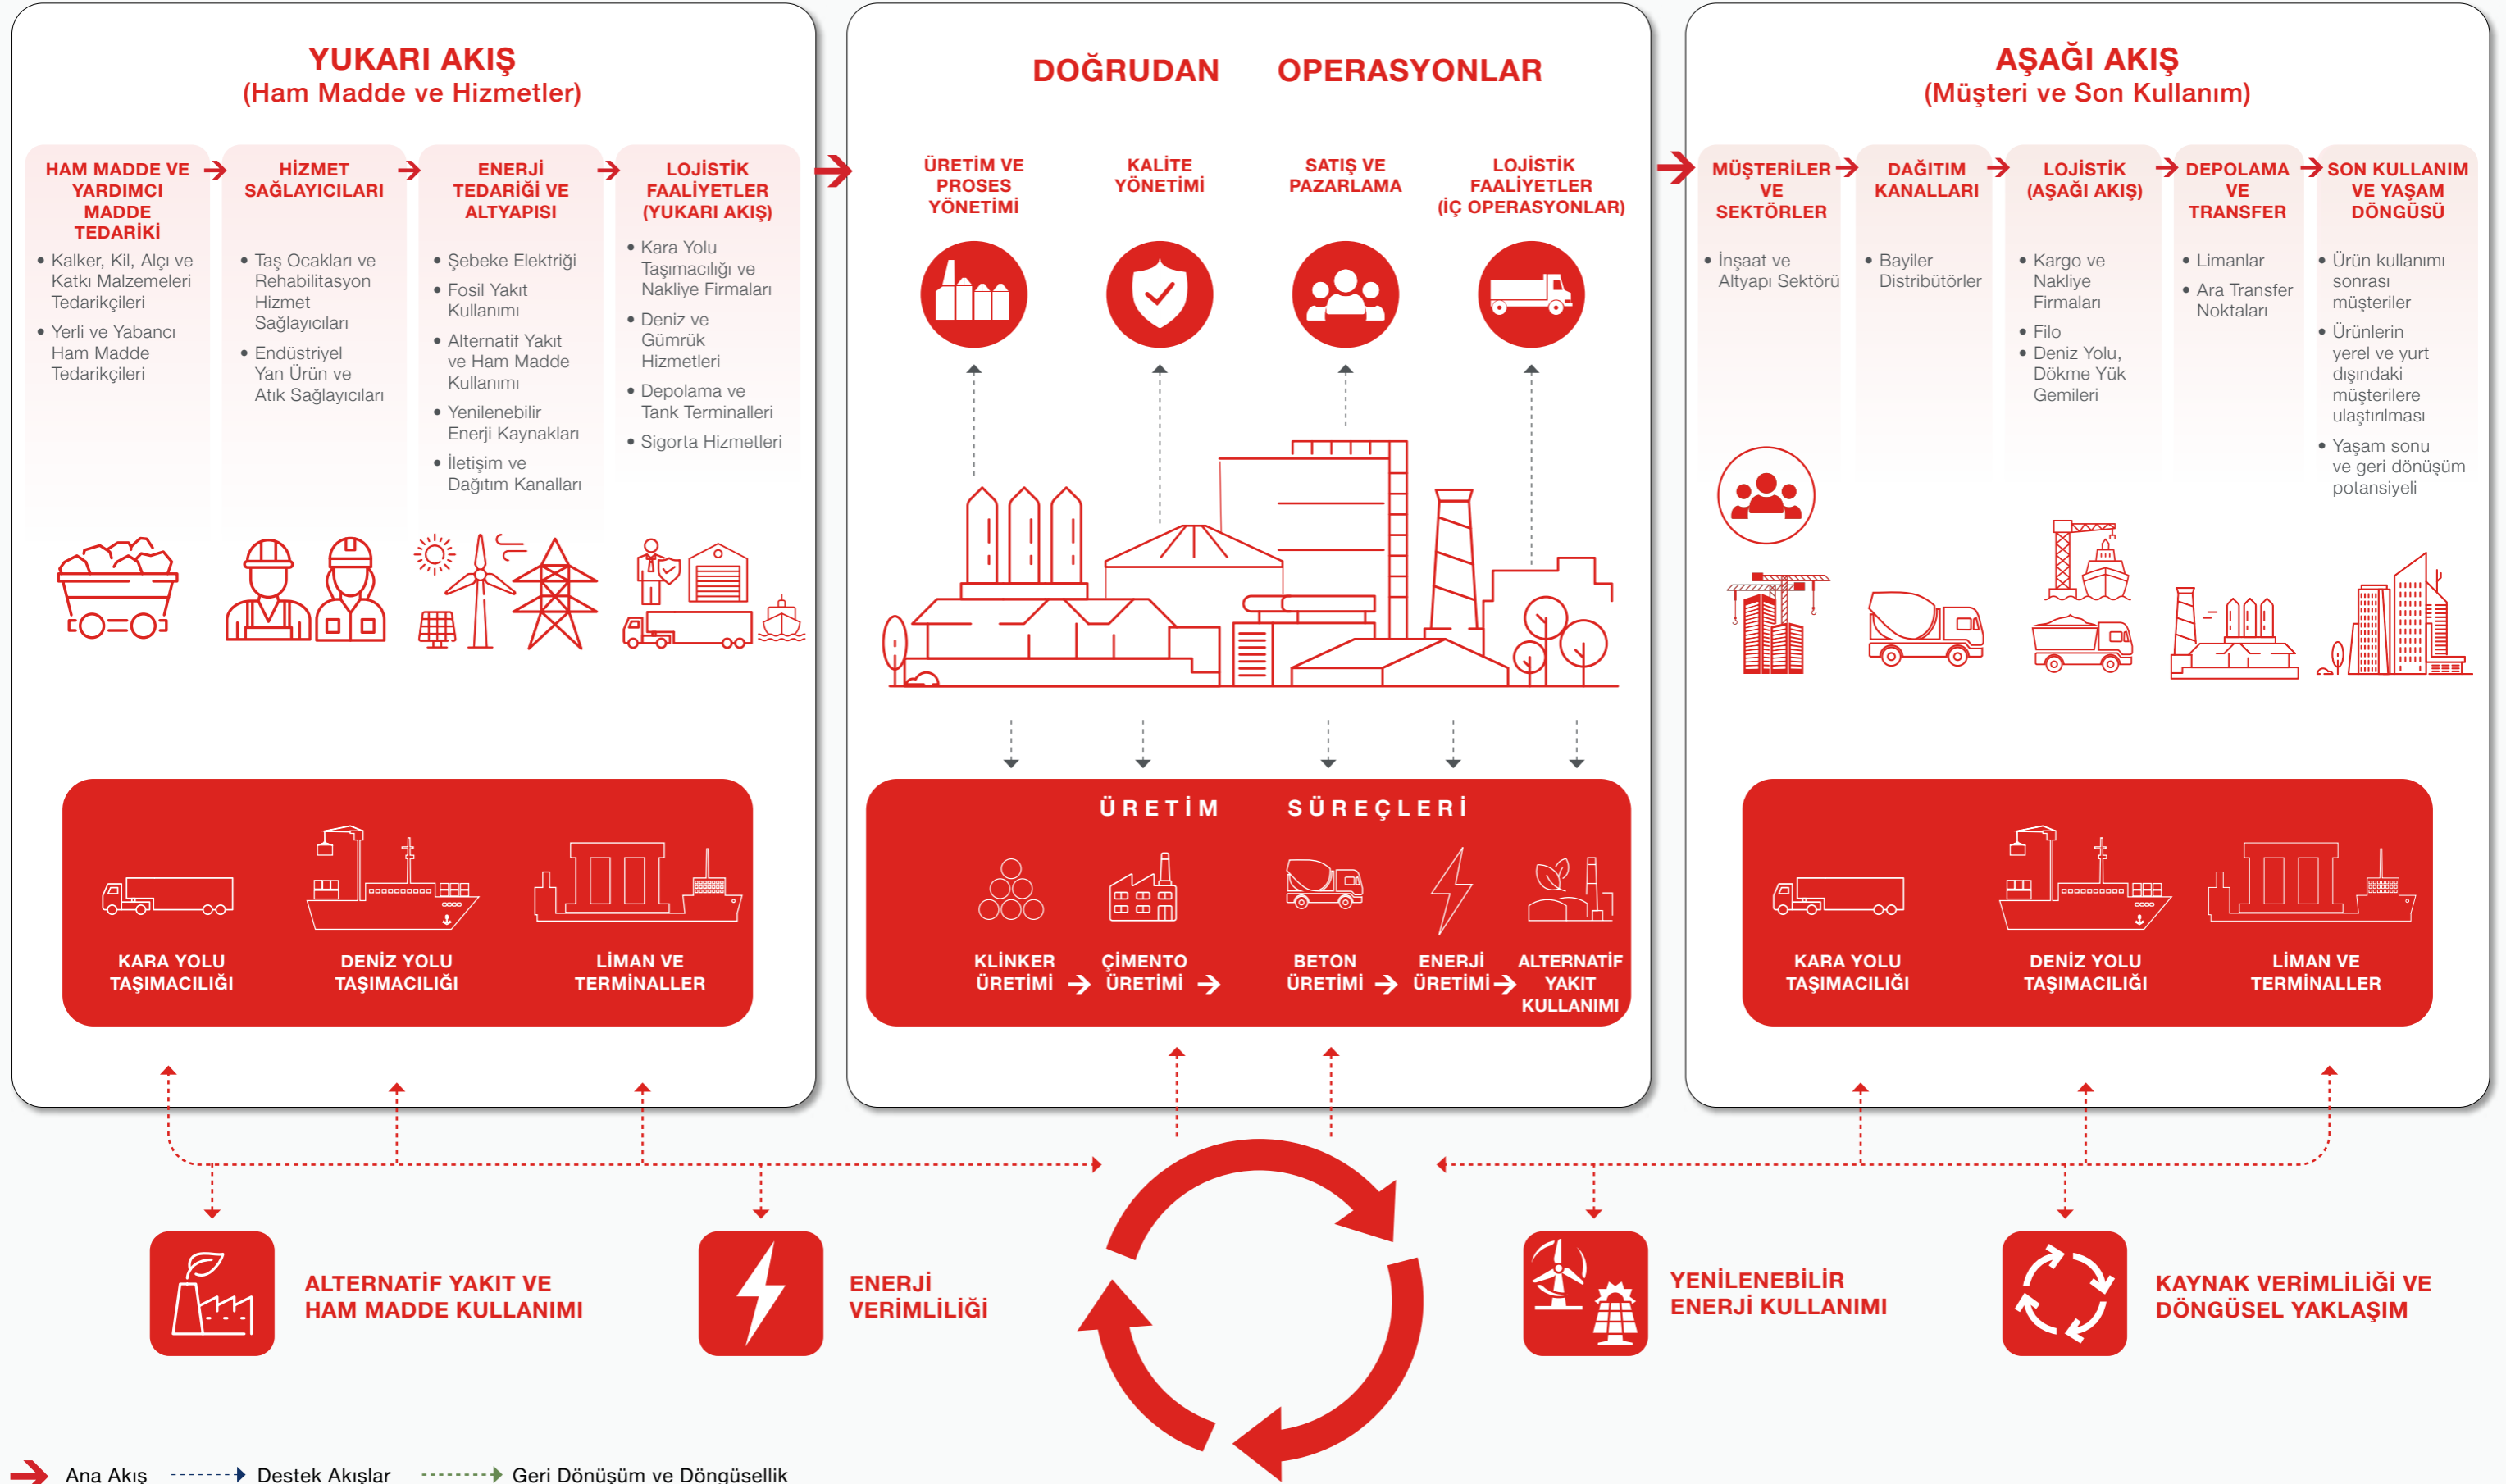 YUKARI AKIŞ
(Ham Madde ve Hizmetler)
HAM MADDE VE
YARDIMCI
MADDE
TEDARİKİ
• Kalker, Kil, Alçı ve
Katkı Malzemeleri
Tedarikçileri
• Yerli ve Yabancı
Ham Madde
Tedarikçileri
HİZMET
SAĞLAYICILARI
• Taş Ocakları ve
Rehabilitasyon
Hizmet
Sağlayıcıları
• Endüstriyel
Yan Ürün ve
Atık Sağlayıcıları
ENERJİ
TEDARİĞİ VE
ALTYAPISI
• Şebeke Elektriği
• Fosil Yakıt
Kullanımı
• Alternatif Yakıt
ve Ham Madde
Kullanımı
• Yenilenebilir
Enerji Kaynakları
• İletişim ve
Dağıtım Kanalları
LOJİSTİK
FAALİYETLER
(YUKARI AKIŞ)
• Kara Yolu
Taşımacılığı ve
Nakliye Firmaları
• Deniz ve
Gümrük
Hizmetleri
• Depolama ve
Tank Terminalleri
• Sigorta Hizmetleri
KARA YOLU
TAŞIMACILIĞI
DENİZ YOLU
TAŞIMACILIĞI
LİMAN VE
TERMİNALLER
DOĞRUDAN OPERASYONLAR
ÜRETİM VE
PROSES
YÖNETİMİ
KALİTE
YÖNETİMİ
SATIŞ VE
PAZARLAMA
LOJİSTİK
FAALİYETLER
(İÇ OPERASYONLAR)
ÜRETİM SÜREÇLERİ
KLİNKER
ÜRETİMİ
ÇİMENTO
ÜRETİMİ
BETON
ÜRETİMİ
ENERJİ
ÜRETİMİ
ALTERNATİF
YAKIT
KULLANIMI
AŞAĞI AKIŞ
(Müşteri ve Son Kullanım)
MÜŞTERİLER
VE
SEKTÖRLER
• İnşaat ve
Altyapı Sektörü
DAĞITIM
KANALLARI
• Bayiler
Distribütörler
LOJİSTİK
(AŞAĞI AKIŞ)
• Kargo ve
Nakliye
Firmaları
• Filo
• Deniz Yolu,
Dökme Yük
Gemileri
DEPOLAMA
VE
TRANSFER
• Limanlar
• Ara Transfer
Noktaları
SON KULLANIM
VE YAŞAM
DÖNGÜSÜ
• Ürün kullanımı
sonrası
müşteriler
• Ürünlerin
yerel ve yurt
dışındaki
müşterilere
ulaştırılması
• Yaşam sonu
ve geri dönüşüm
potansiyeli
KARA YOLU
TAŞIMACILIĞI
DENİZ YOLU
TAŞIMACILIĞI
LİMAN VE
TERMİNALLER
ALTERNATİF YAKIT VE
HAM MADDE KULLANIMI
ENERJİ
VERİMLİLİĞİ
YENİLENEBİLİR
ENERJİ KULLANIMI
KAYNAK VERİMLİLİĞİ VE
DÖNGÜSEL YAKLAŞIM
Ana Akış
Destek Akışlar
Geri Dönüşüm ve Döngüsellik